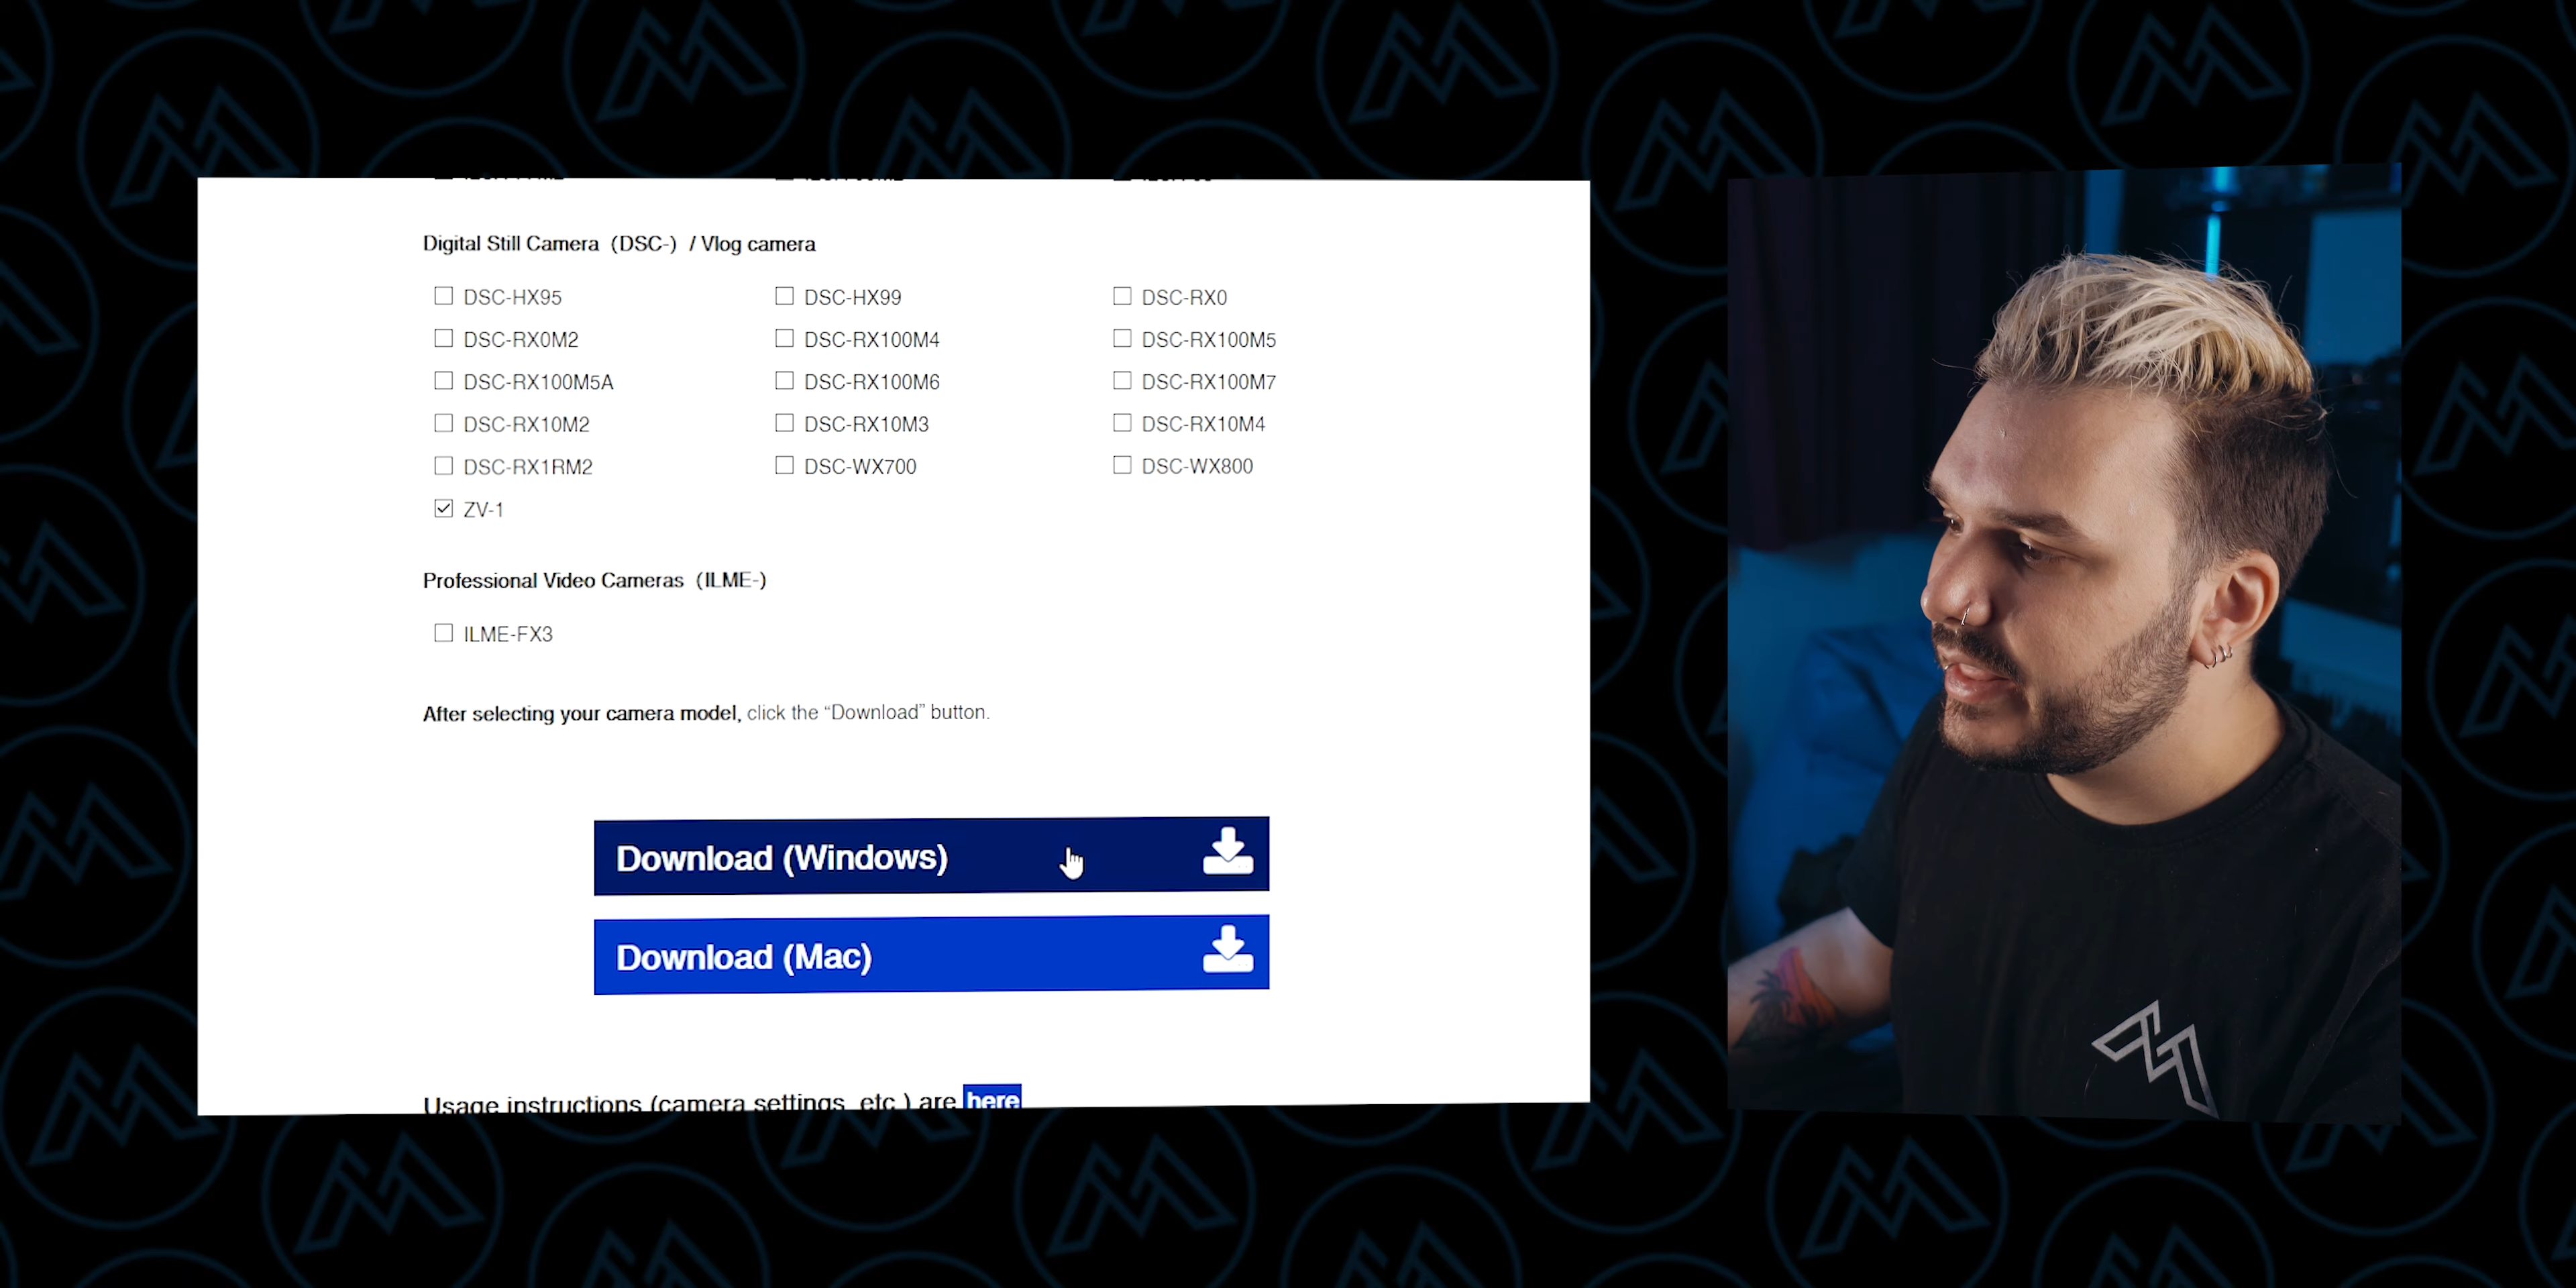 Digital Still Camera (DSC-) / Vlog camera
DSC-HX95 DSC-HX99 DSC-RX0
DSC-RX0M2 DSC-RX100M4 DSC-RX100M5
DSC-RX100M5A DSC-RX100M6 DSC-RX100M7
DSC-RX10M2 DSC-RX10M3 DSC-RX10M4
DSC-RX1RM2 DSC-WX700 DSC-WX800
ZV-1
Professional Video Cameras (ILME-)
ILME-FX3
After selecting your camera model, click the “Download” button.
Download (Windows)
Download (Mac)
Usage instructions (camera settings, etc.) are here